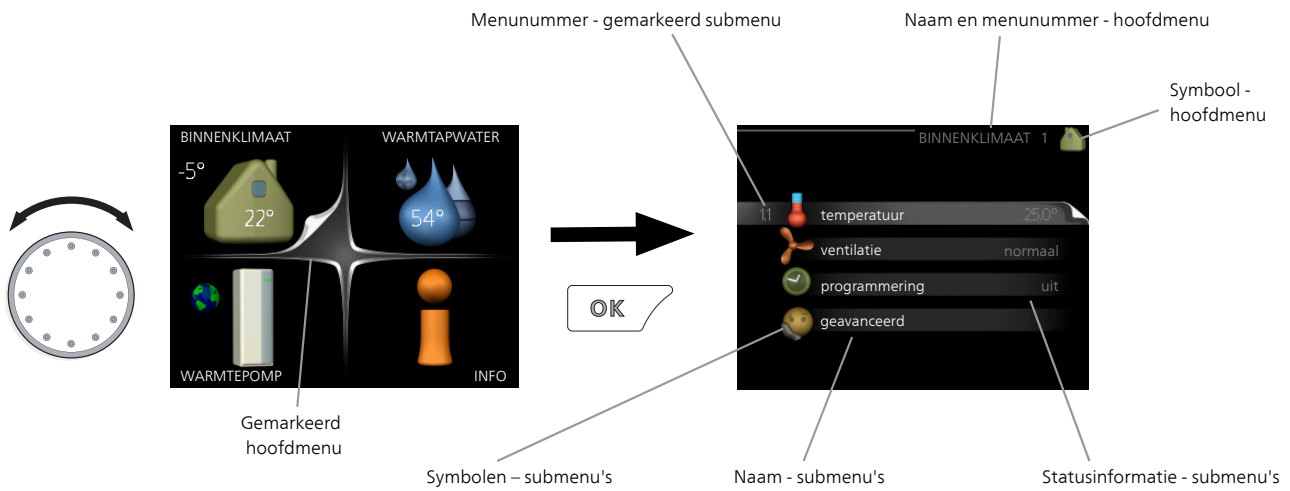 Menunummer - gemarkeerd submenu
Naam en menunummer - hoofdmenu
Symbool -
hoofdmenu
BINNENKLIMAAT
WARMTAPWATER
-5°
22°
54°
WARMTEPOMP
INFO
OK
BINNENKLIMAAT 1
1.1 temperatuur 25.0°
ventilatie normaal
programmering uit
geavanceerd
Gemarkeerd
hoofdmenu
Symbolen – submenu's
Naam - submenu's
Statusinformatie - submenu's